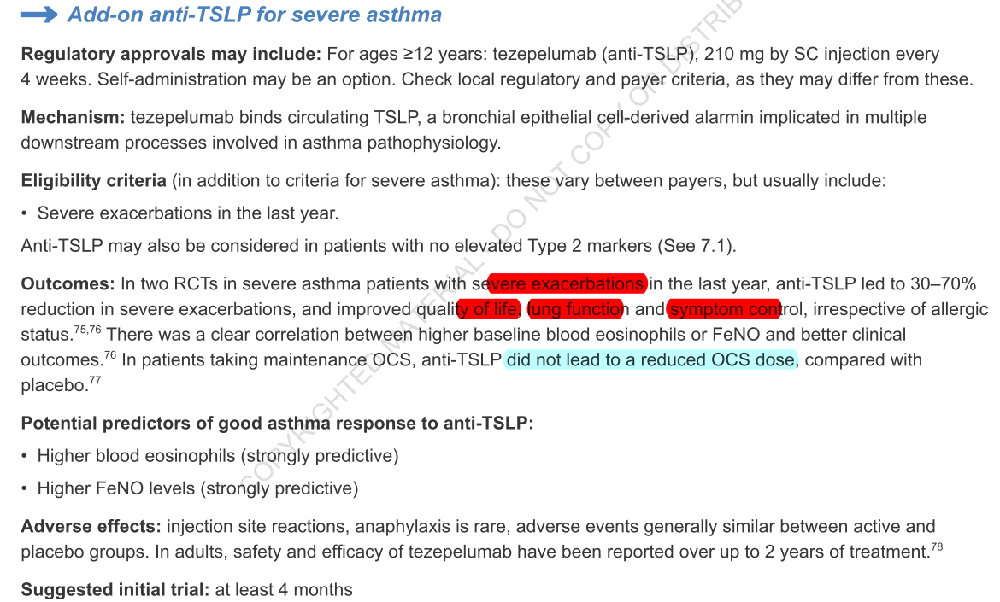 Add-on anti-TSLP for severe asthma
Regulatory approvals may include: For ages ≥12 years: tezepelumab (anti-TSLP), 210 mg by SC injection every
4 weeks. Self-administration may be an option. Check local regulatory and payer criteria, as they may differ from these.
Mechanism: tezepelumab binds circulating TSLP, a bronchial epithelial cell-derived alarmin implicated in multiple
downstream processes involved in asthma pathophysiology.
Eligibility criteria (in addition to criteria for severe asthma): these vary between payers, but usually include:
• Severe exacerbations in the last year.
Anti-TSLP may also be considered in patients with no elevated Type 2 markers (See 7.1).
Outcomes: In two RCTs in severe asthma patients with severe exacerbations in the last year, anti-TSLP led to 30–70%
reduction in severe exacerbations, and improved quality of life, lung function and symptom control, irrespective of allergic
status.75,76 There was a clear correlation between higher baseline blood eosinophils or FeNO and better clinical
outcomes.76 In patients taking maintenance OCS, anti-TSLP did not lead to a reduced OCS dose, compared with
placebo.77
Potential predictors of good asthma response to anti-TSLP:
• Higher blood eosinophils (strongly predictive)
• Higher FeNO levels (strongly predictive)
Adverse effects: injection site reactions, anaphylaxis is rare, adverse events generally similar between active and
placebo groups. In adults, safety and efficacy of tezepelumab have been reported over up to 2 years of treatment.78
Suggested initial trial: at least 4 months
COPYRIGHTED MATERIAL - DO NOT COPY OR DISTRIB